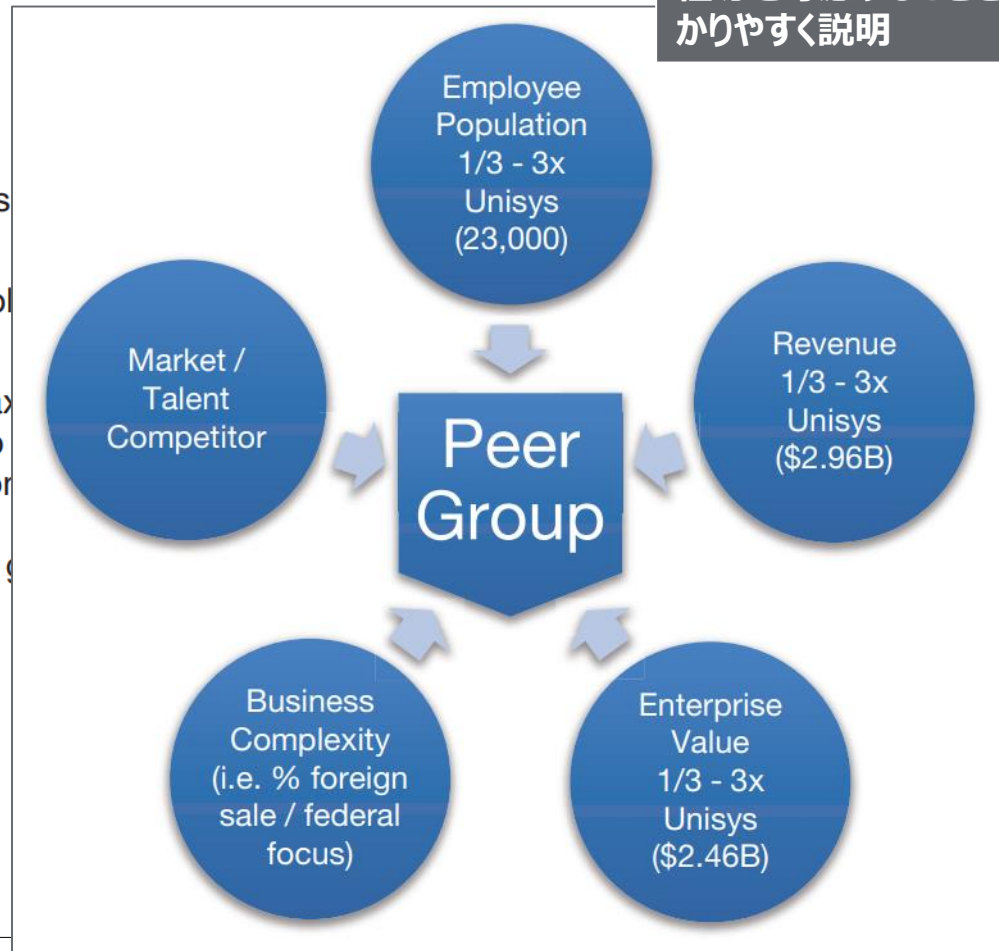 かりやすく説明
Employee
Population
1/3 - 3x
Unisys
(23,000)
Market /
Talent
Competitor
Revenue
1/3 - 3x
Unisys
($2.96B)
Peer
Group
Business
Complexity
(i.e. % foreign
sale / federal
focus)
Enterprise
Value
1/3 - 3x
Unisys
($2.46B)